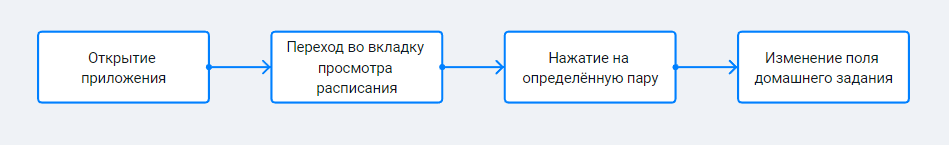 Открытие
приложения
Переход во вкладку
просмотра
расписания
Нажатие на
определённую пару
Изменение поля
домашнего задания